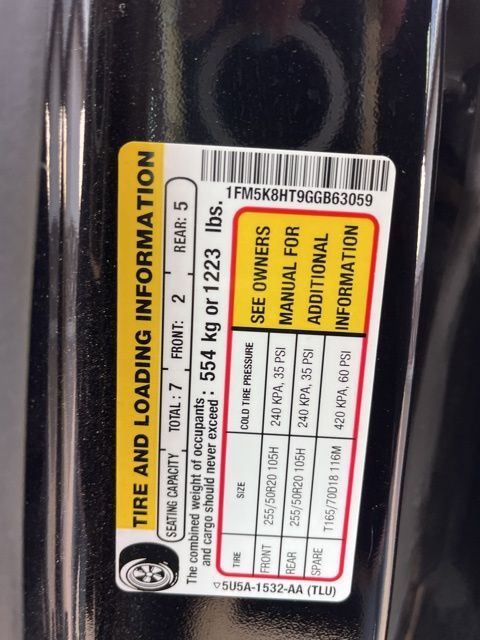 TIRE AND LOADING INFORMATION
SEATING CAPACITY TOTAL : 7 FRONT: 2 REAR: 5
The combined weight of occupants
and cargo should never exceed : 554 kg or 1223 lbs.
TIRE SIZE COLD TIRE PRESSURE
FRONT 255/50R20 105H 240 KPA, 35 PSI
REAR 255/50R20 105H 240 KPA, 35 PSI
SPARE T165/70D18 116M 420 KPA, 60 PSI
SEE OWNERS
MANUAL FOR
ADDITIONAL
INFORMATION
5U5A-1532-AA (TLU)
1FM5K8HT9GGB63059